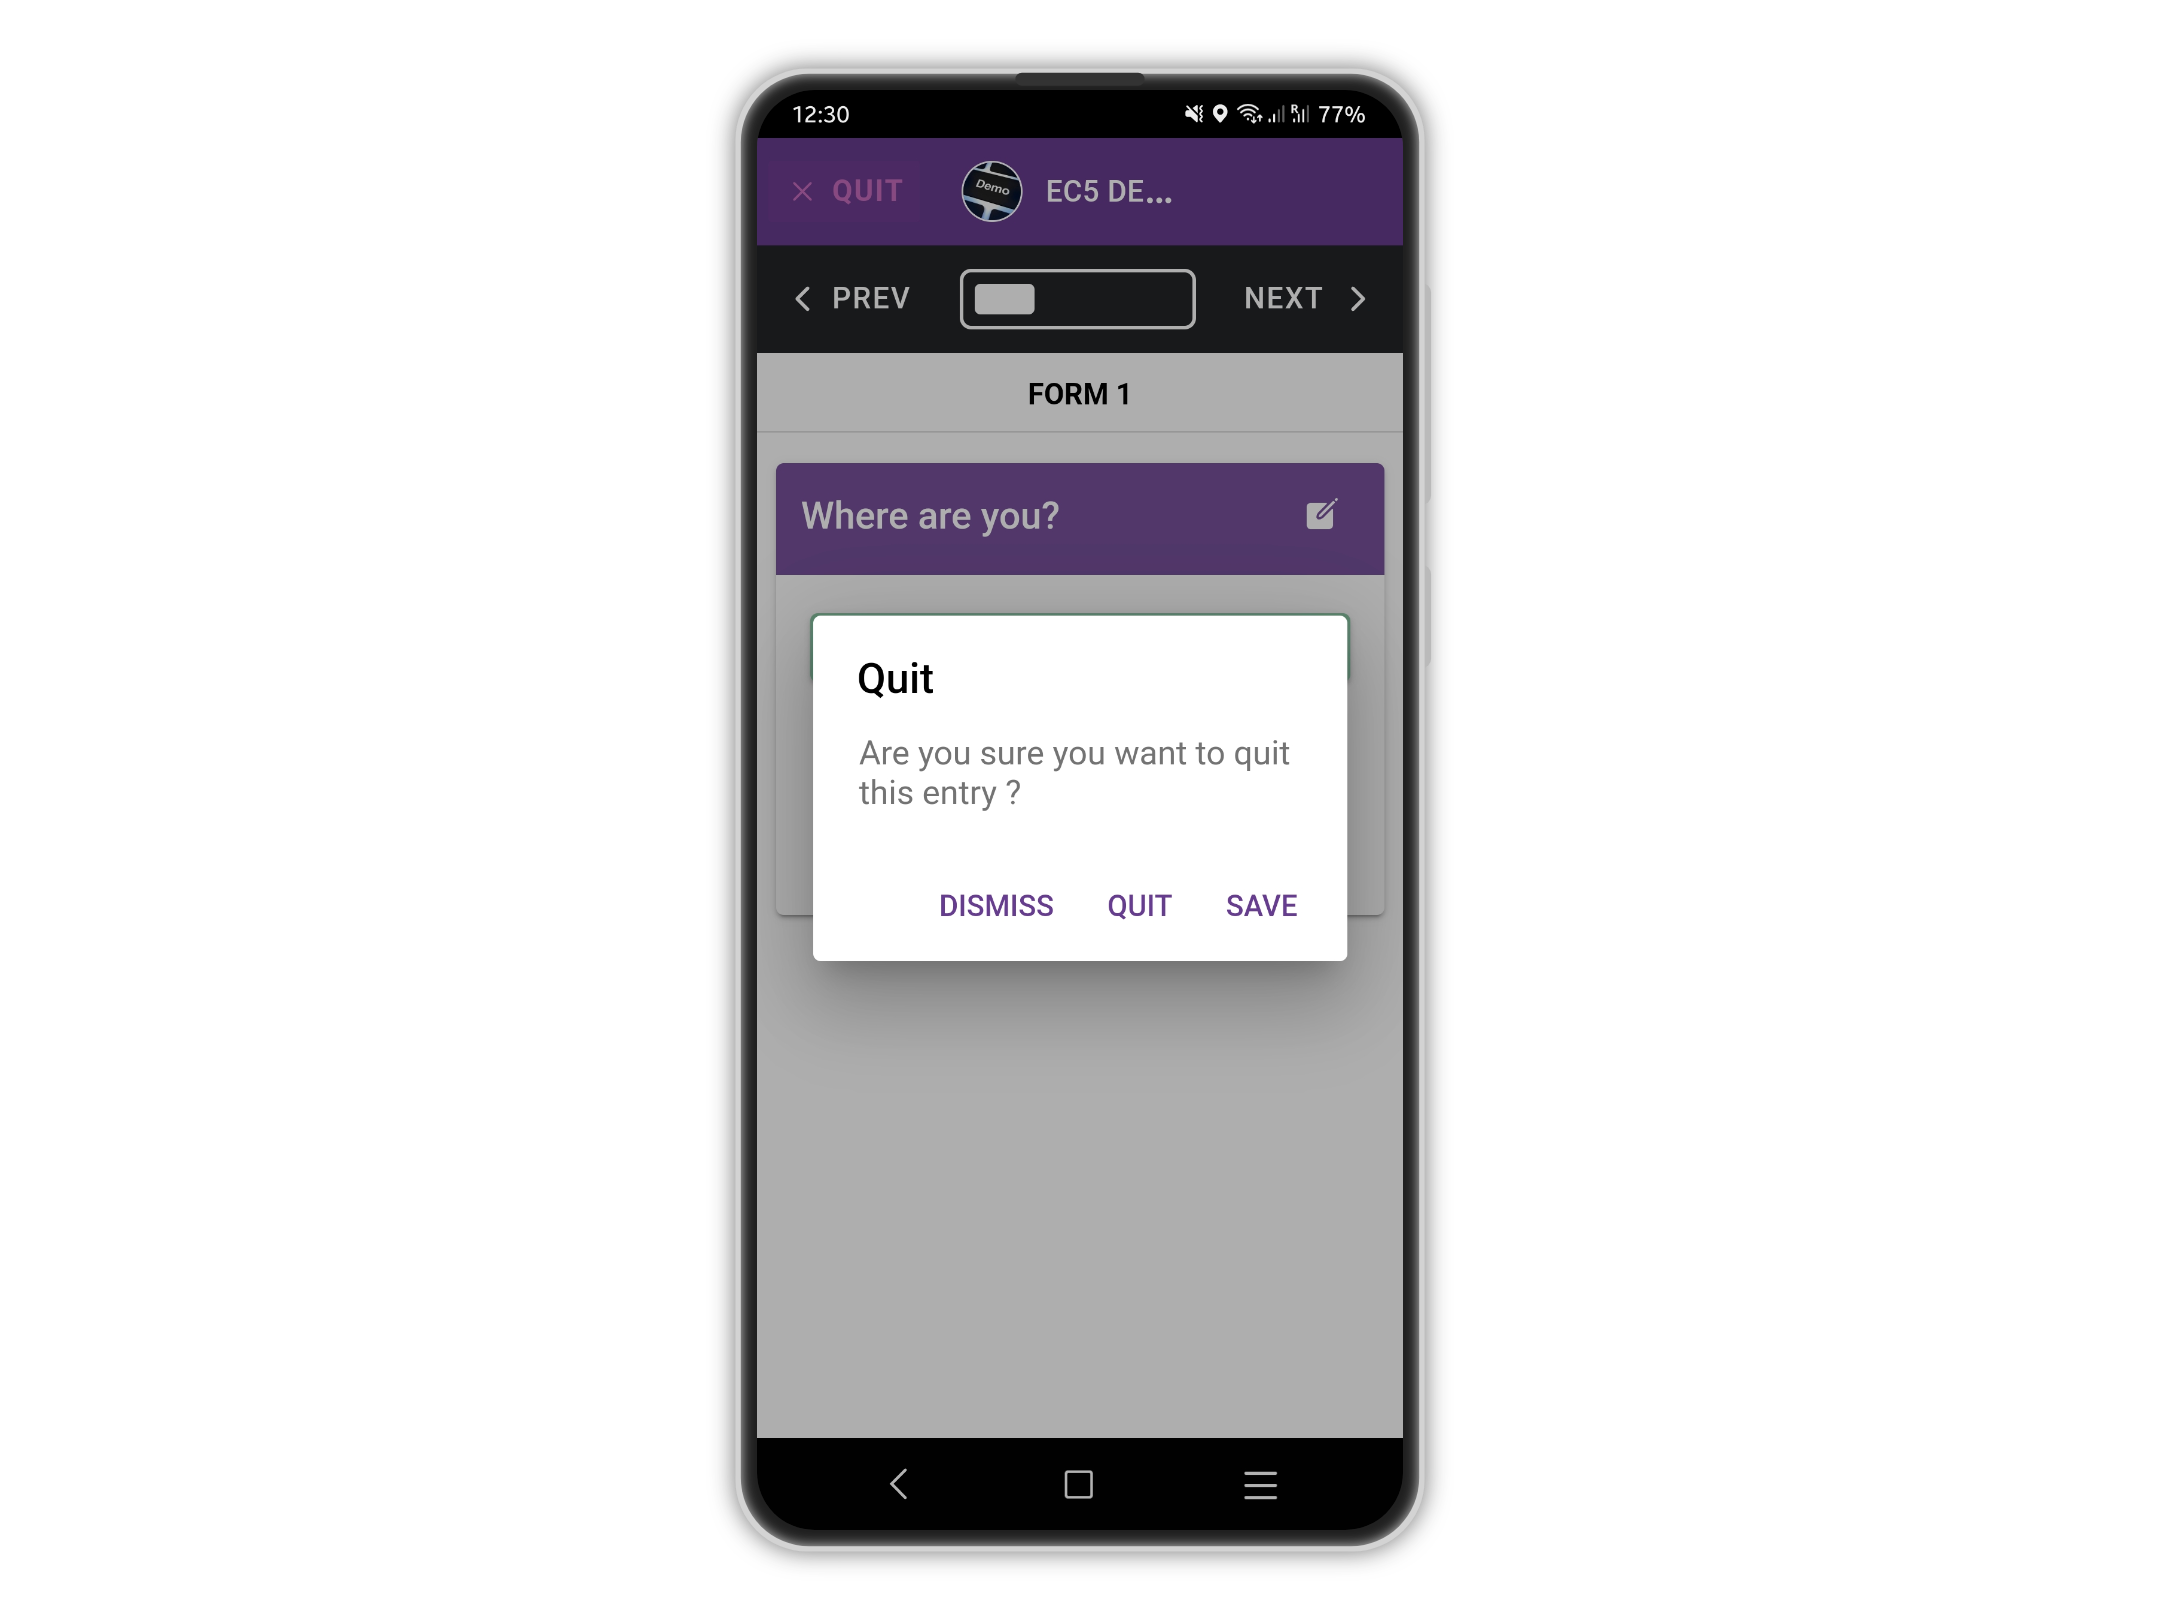 12:30
R
77%
QUIT
Demo
EC5 DE...
PREV
NEXT
FORM 1
Where are you?
Quit
Are you sure you want to quit
this entry ?
DISMISS
QUIT
SAVE